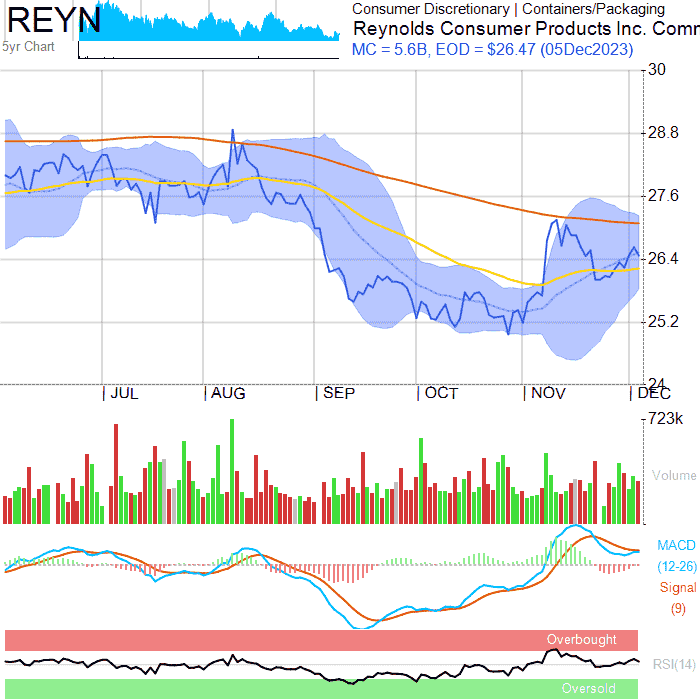 REYN
5yr Chart
Consumer Discretionary | Containers/Packaging
Reynolds Consumer Products Inc. Comm
MC = 5.6B, EOD = $26.47 (05Dec2023)
30
28.8
27.6
26.4
25.2
24
| JUL | AUG | SEP | OCT | NOV | DEC
723k
Volume
MACD
(12-26)
Signal
(9)
Overbought
RSI(14)
Oversold